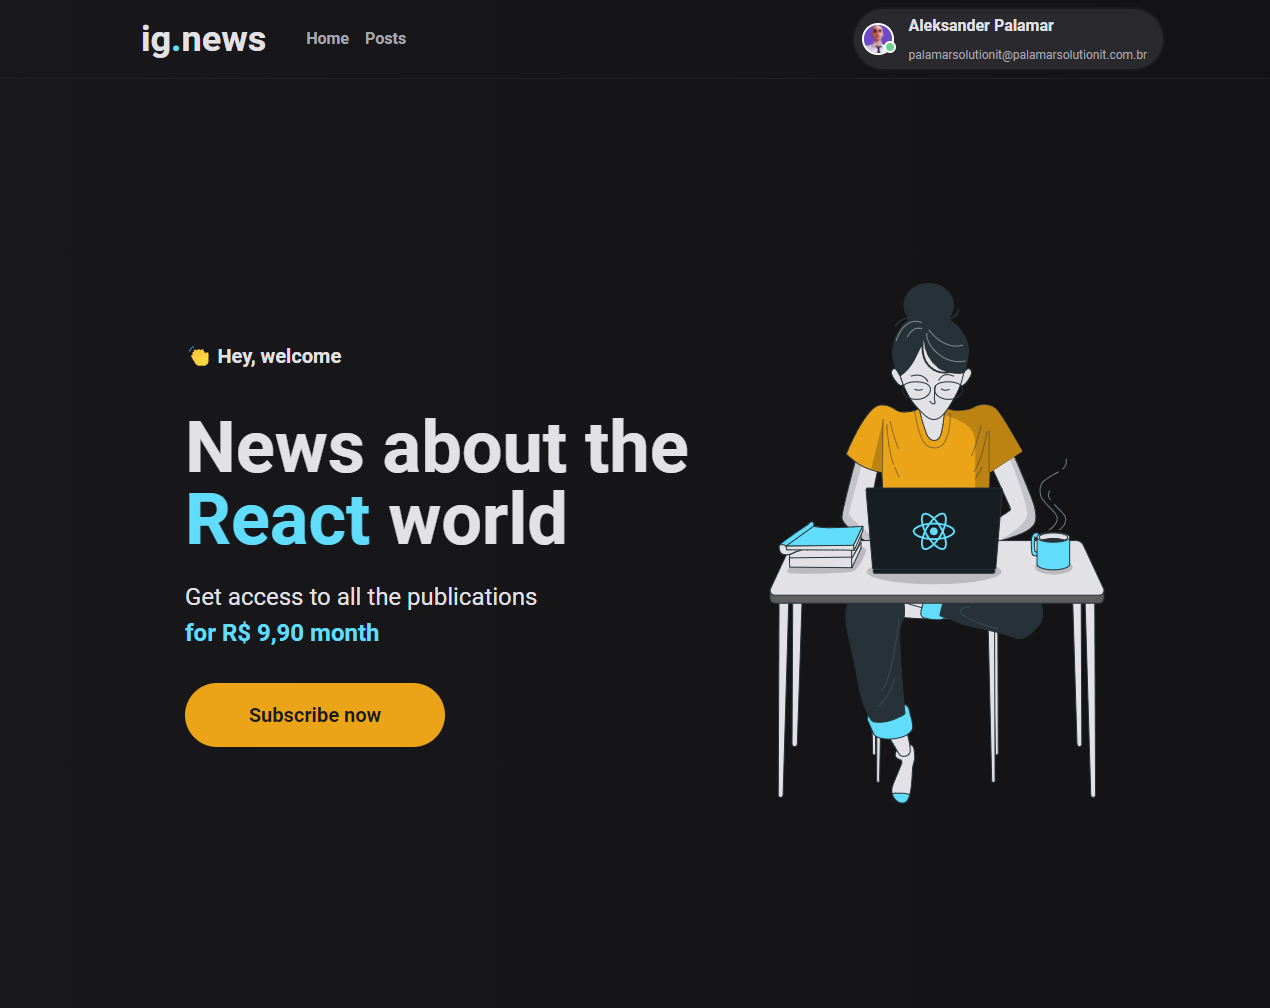 ig.news
Home Posts
Aleksander Palamar
palamarsolutionit@palamarsolutionit.com.br
👏 Hey, welcome
News about the
React world
Get access to all the publications
for R$ 9,90 month
Subscribe now